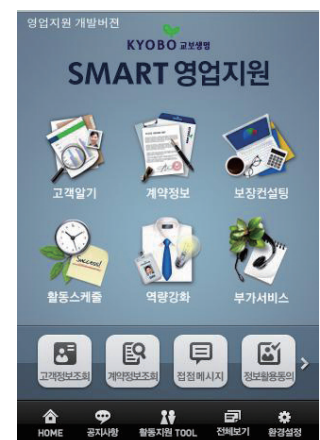 영업지원 개발버젼
KYOBO 교보생명
SMART 영업지원
고객알기 계약정보 보장컨설팅
Success!
활동스케줄 역량강화 부가서비스
고객정보조회 계약정보조회 접점메시지 정보활용동의
HOME 공지사항 활동지원 TOOL 전체보기 환경설정